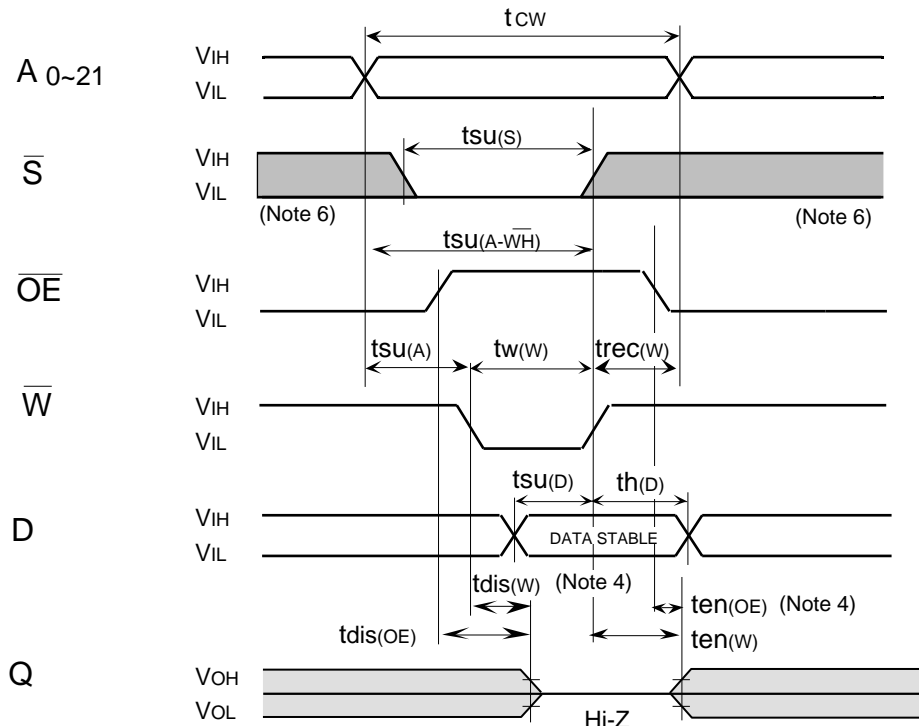 tCW
A 0~21 VIH
VIL
tsu(S)
S̅ VIH
VIL
(Note 6) (Note 6)
tsu(A-W̅H̅)
O̅E̅ VIH
VIL
tsu(A) tw(W) trec(W)
W̅ VIH
VIL
tsu(D) th(D)
D VIH
VIL DATA STABLE
tdis(W) (Note 4) ten(OE) (Note 4)
tdis(OE) ten(W)
Q VOH
VOL
Hi-Z